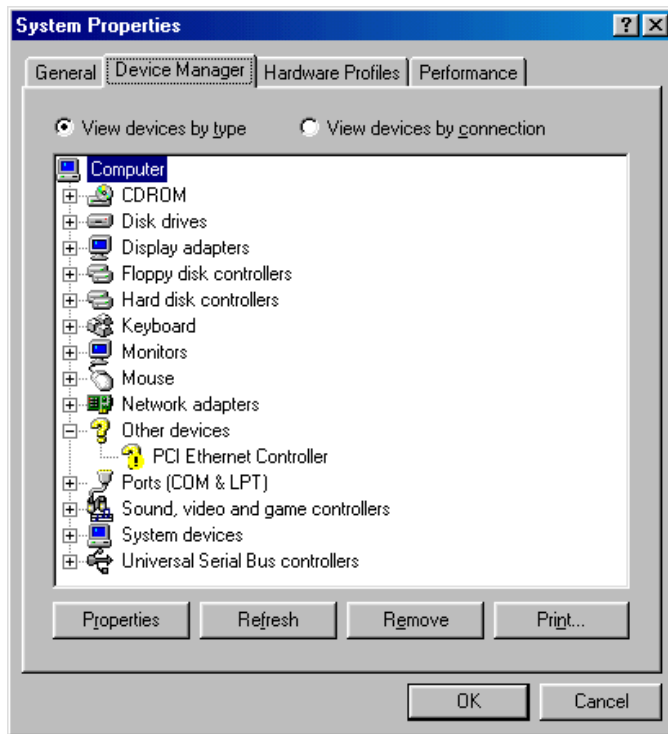 System Properties
General Device Manager Hardware Profiles Performance
View devices by type View devices by connection
Computer
CDROM
Disk drives
Display adapters
Floppy disk controllers
Hard disk controllers
Keyboard
Monitors
Mouse
Network adapters
Other devices
PCI Ethernet Controller
Ports (COM & LPT)
Sound, video and game controllers
System devices
Universal Serial Bus controllers
Properties Refresh Remove Print...
OK Cancel